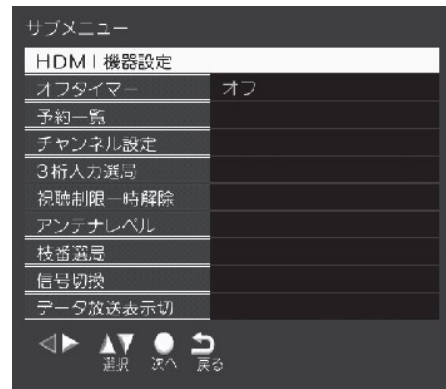 サブメニュー
HDMI機器設定
オフタイマー オフ
予約一覧
チャンネル設定
3桁入力選局
視聴制限一時解除
アンテナレベル
枝番選局
信号切換
データ放送表示切
選択 次へ 戻る